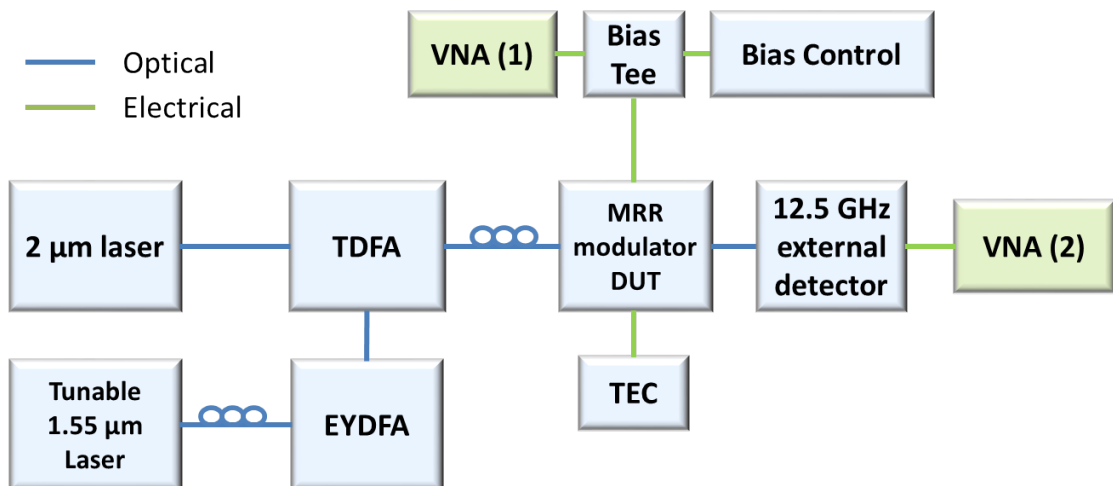 Optical
Electrical
VNA (1)
Bias
Tee
Bias Control
2 µm laser
TDFA
MRR
modulator
DUT
12.5 GHz
external
detector
VNA (2)
Tunable
1.55 µm
Laser
EYDFA
TEC